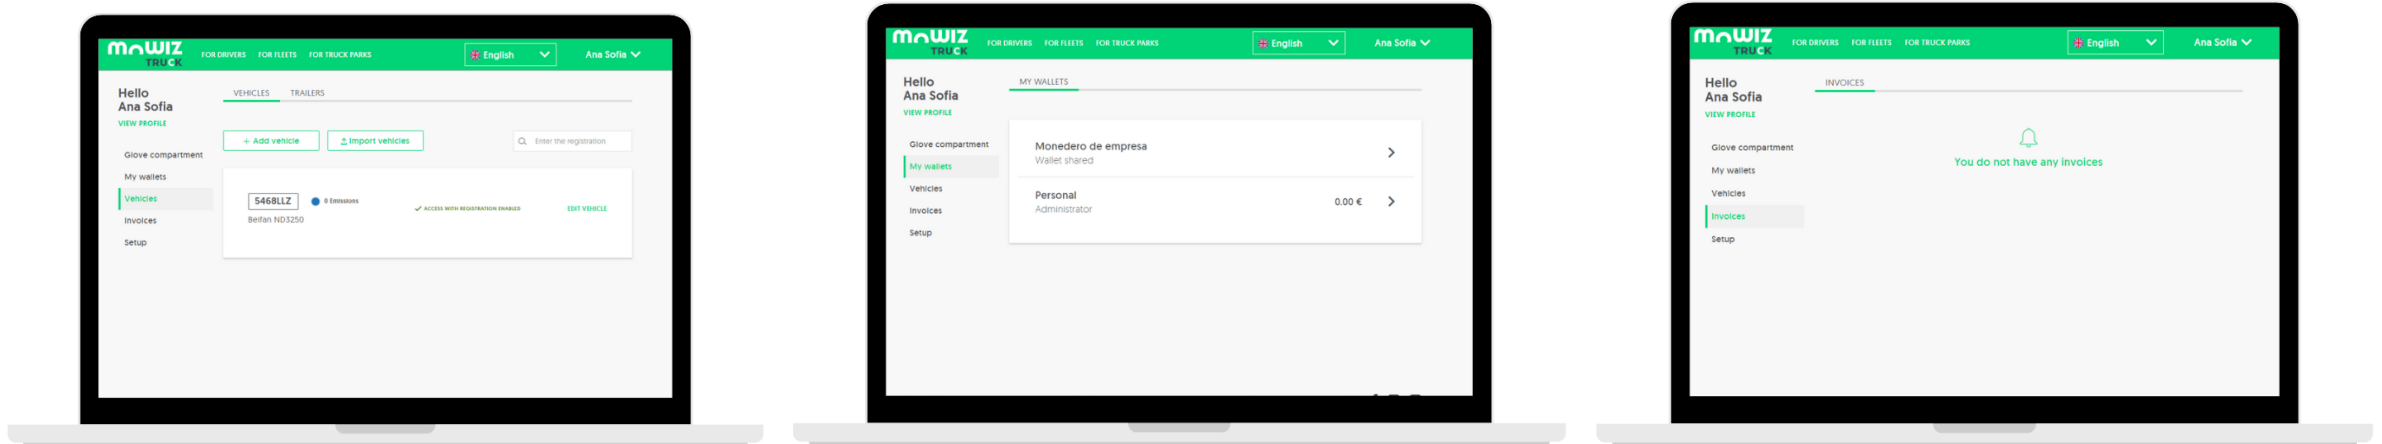 mowiz
TRUCK
FOR DRIVERS FOR FLEETS FOR TRUCK PARKS
English
Ana Sofia
Hello
Ana Sofia
VIEW PROFILE
Glove compartment
My wallets
Vehicles
Invoices
Setup
VEHICLES TRAILERS
+ Add vehicle
Import vehicles
Enter the registration
5468LLZ
0 Emissions
ACCESS WITH REGISTRATION ENABLED
EDIT VEHICLE
Beifan ND3250
mowiz
TRUCK
FOR DRIVERS FOR FLEETS FOR TRUCK PARKS
English
Ana Sofia
Hello
Ana Sofia
VIEW PROFILE
Glove compartment
My wallets
Vehicles
Invoices
Setup
MY WALLETS
Monedero de empresa
Wallet shared
Personal
Administrator
0.00 €
mowiz
TRUCK
FOR DRIVERS FOR FLEETS FOR TRUCK PARKS
English
Ana Sofia
Hello
Ana Sofia
VIEW PROFILE
Glove compartment
My wallets
Vehicles
Invoices
Setup
INVOICES
You do not have any invoices